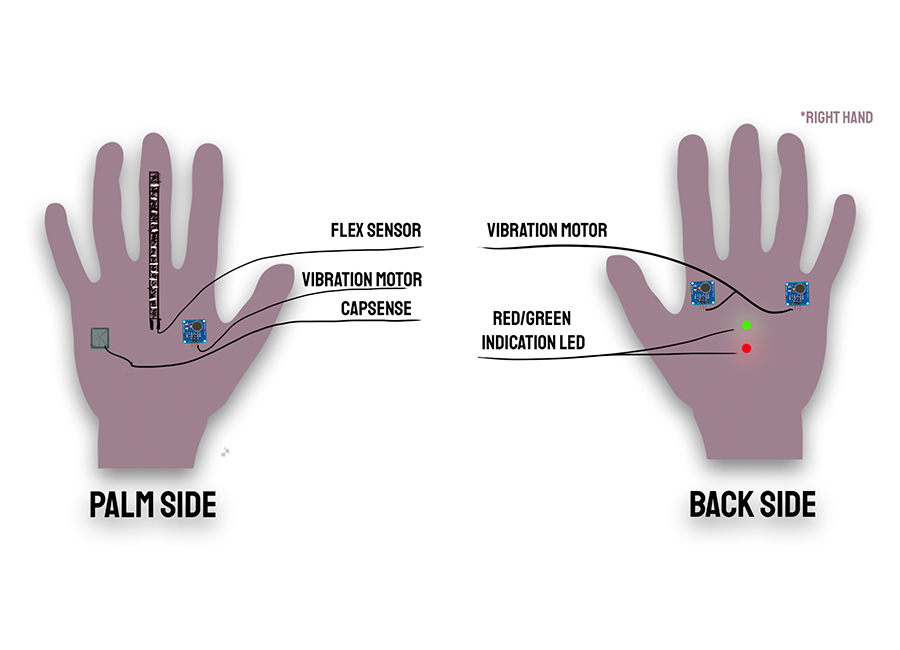 *RIGHT HAND
FLEX SENSOR
VIBRATION MOTOR
CAPSENSE
VIBRATION MOTOR
RED/GREEN
INDICATION LED
PALM SIDE
BACK SIDE